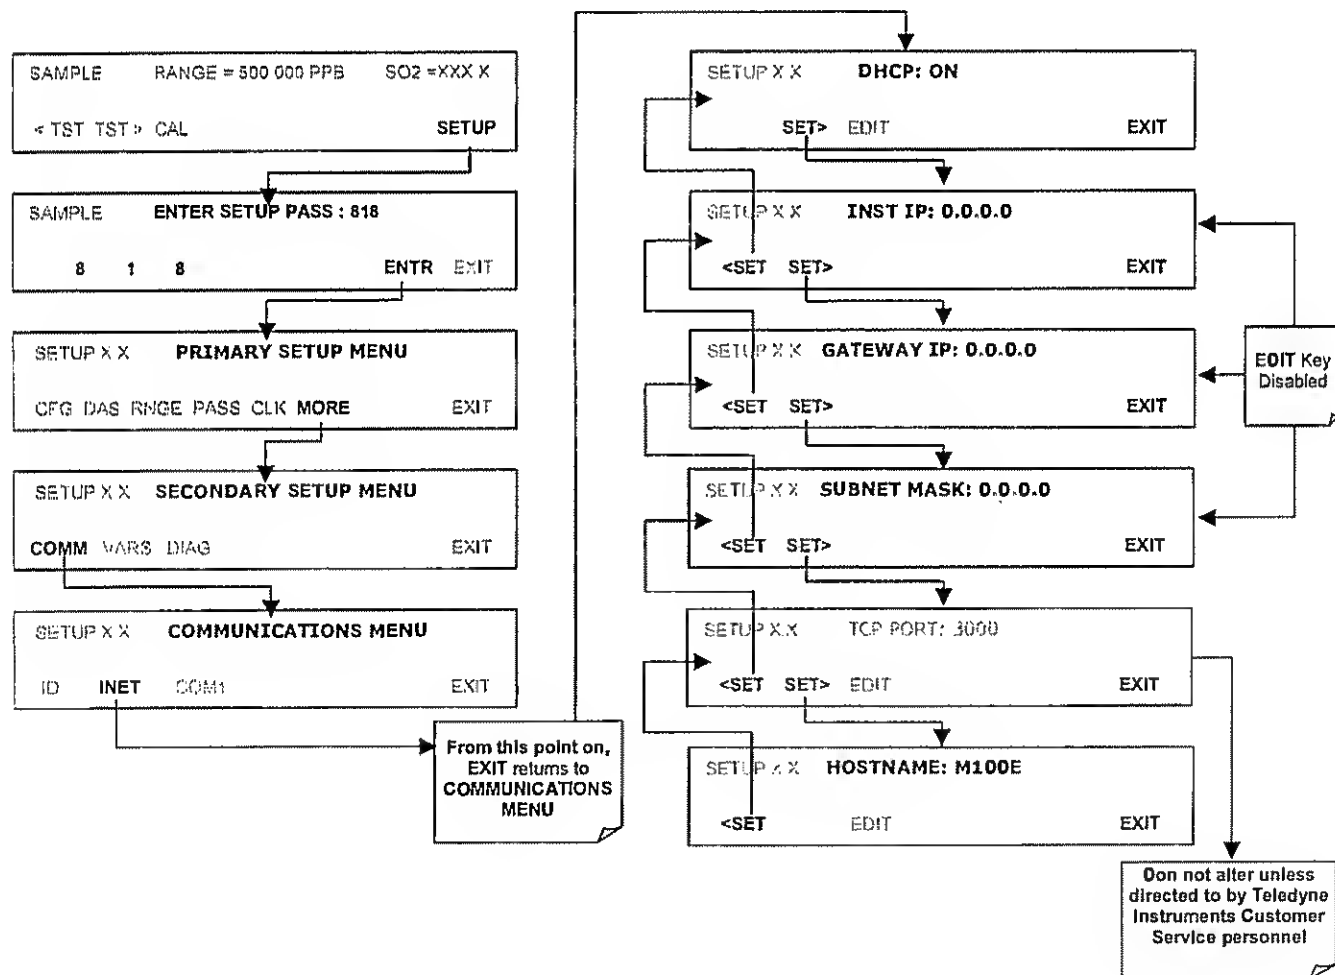 SAMPLE RANGE = 500 000 PPB SO2 =XXX X
< TST TST > CAL SETUP
SAMPLE ENTER SETUP PASS : 818
8 1 8 ENTR EXIT
SETUP X X PRIMARY SETUP MENU
CFG DAS RNGE PASS CLK MORE EXIT
SETUP X X SECONDARY SETUP MENU
COMM VARS DIAG EXIT
SETUP X X COMMUNICATIONS MENU
ID INET COM1 EXIT
From this point on,
EXIT returns to
COMMUNICATIONS
MENU
SETUP X X DHCP: ON
SET> EDIT EXIT
SETUP X X INST IP: 0.0.0.0
<SET SET> EXIT
SETUP X X GATEWAY IP: 0.0.0.0
<SET SET> EXIT
EDIT Key
Disabled
SETUP X X SUBNET MASK: 0.0.0.0
<SET SET> EXIT
SETUP X.X TCP PORT: 3000
<SET SET> EDIT EXIT
SETUP X X HOSTNAME: M100E
<SET EDIT EXIT
Don not alter unless
directed to by Teledyne
Instruments Customer
Service personnel